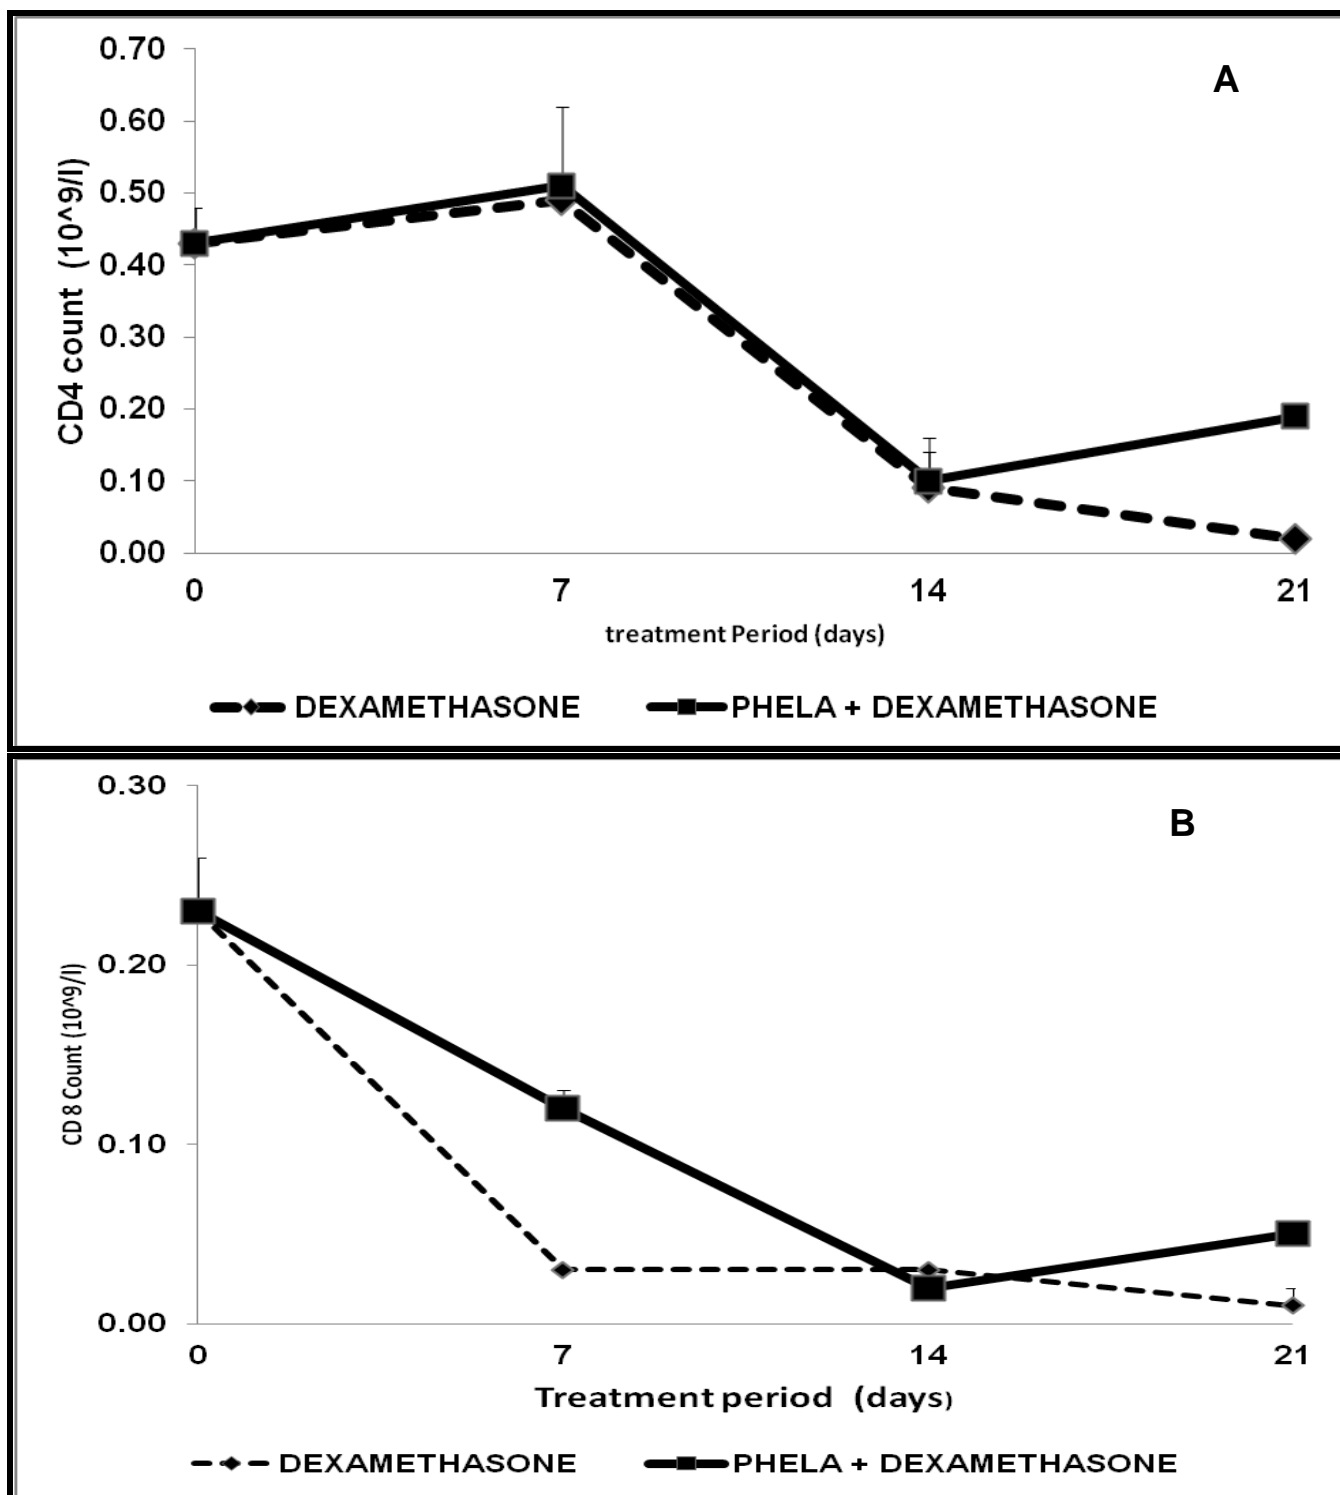 A
0.70
0.60
0.50
0.40
0.30
0.20
0.10
0.00
CD4 count (10^9/l)
0 7 14 21
treatment Period (days)
DEXAMETHASONE PHELA + DEXAMETHASONE
B
0.30
0.20
0.10
0.00
CD 8 Count (10^9/l)
0 7 14 21
Treatment period (days)
DEXAMETHASONE PHELA + DEXAMETHASONE